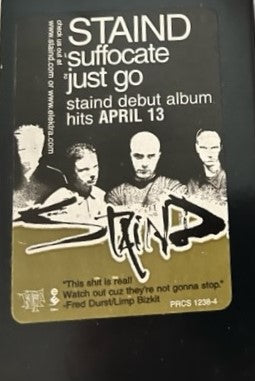 STAIND
1. suffocate
2. just go
staind debut album
hits APRIL 13
check us out at
www.staind.com or www.elektra.com
STAIND
"This shit is real!
Watch out cuz they're not gonna stop."
-Fred Durst/Limp Bizkit
PRCS 1238-4